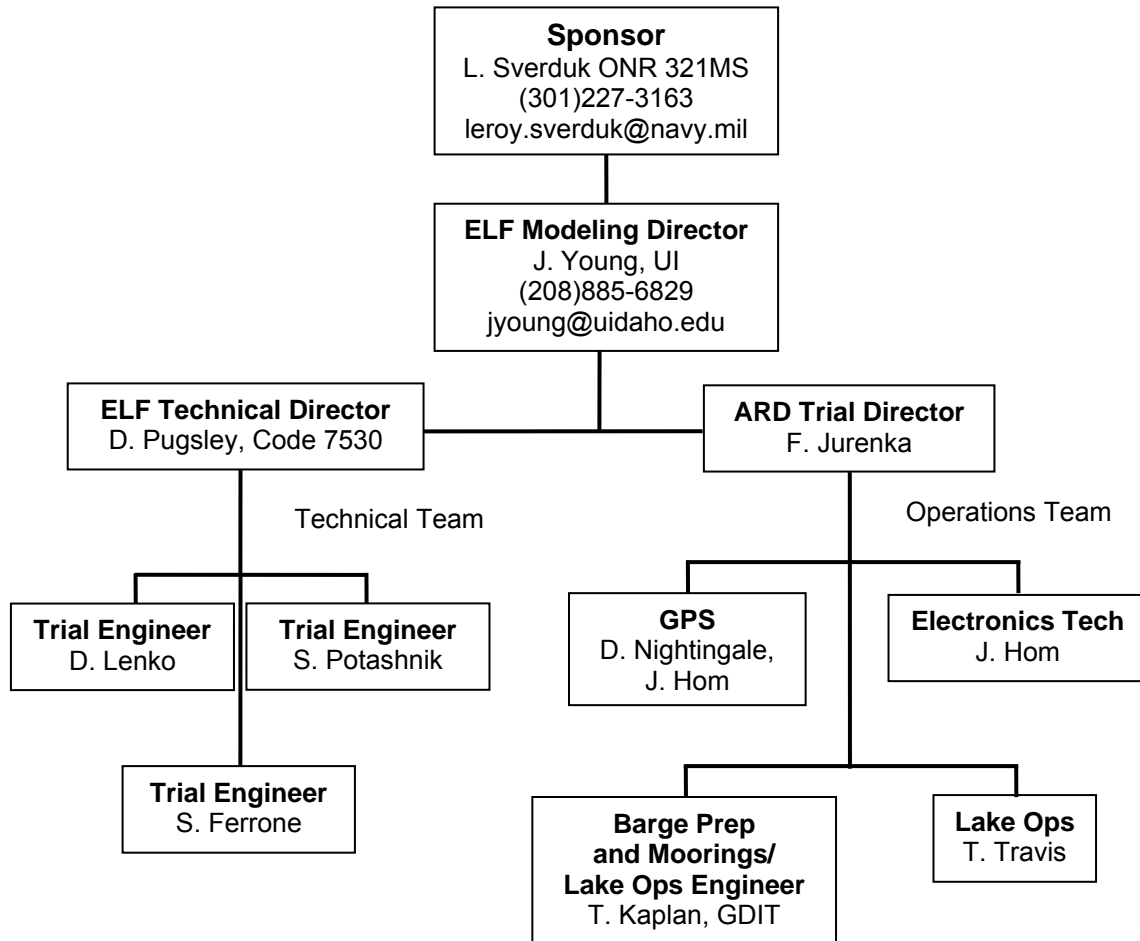 Sponsor
L. Sverduk ONR 321MS
(301)227-3163
leroy.sverduk@navy.mil
ELF Modeling Director
J. Young, UI
(208)885-6829
jyoung@uidaho.edu
ELF Technical Director
D. Pugsley, Code 7530
ARD Trial Director
F. Jurenka
Technical Team
Operations Team
Trial Engineer
D. Lenko
Trial Engineer
S. Potashnik
GPS
D. Nightingale,
J. Hom
Electronics Tech
J. Hom
Trial Engineer
S. Ferrone
Barge Prep
and Moorings/
Lake Ops Engineer
T. Kaplan, GDIT
Lake Ops
T. Travis